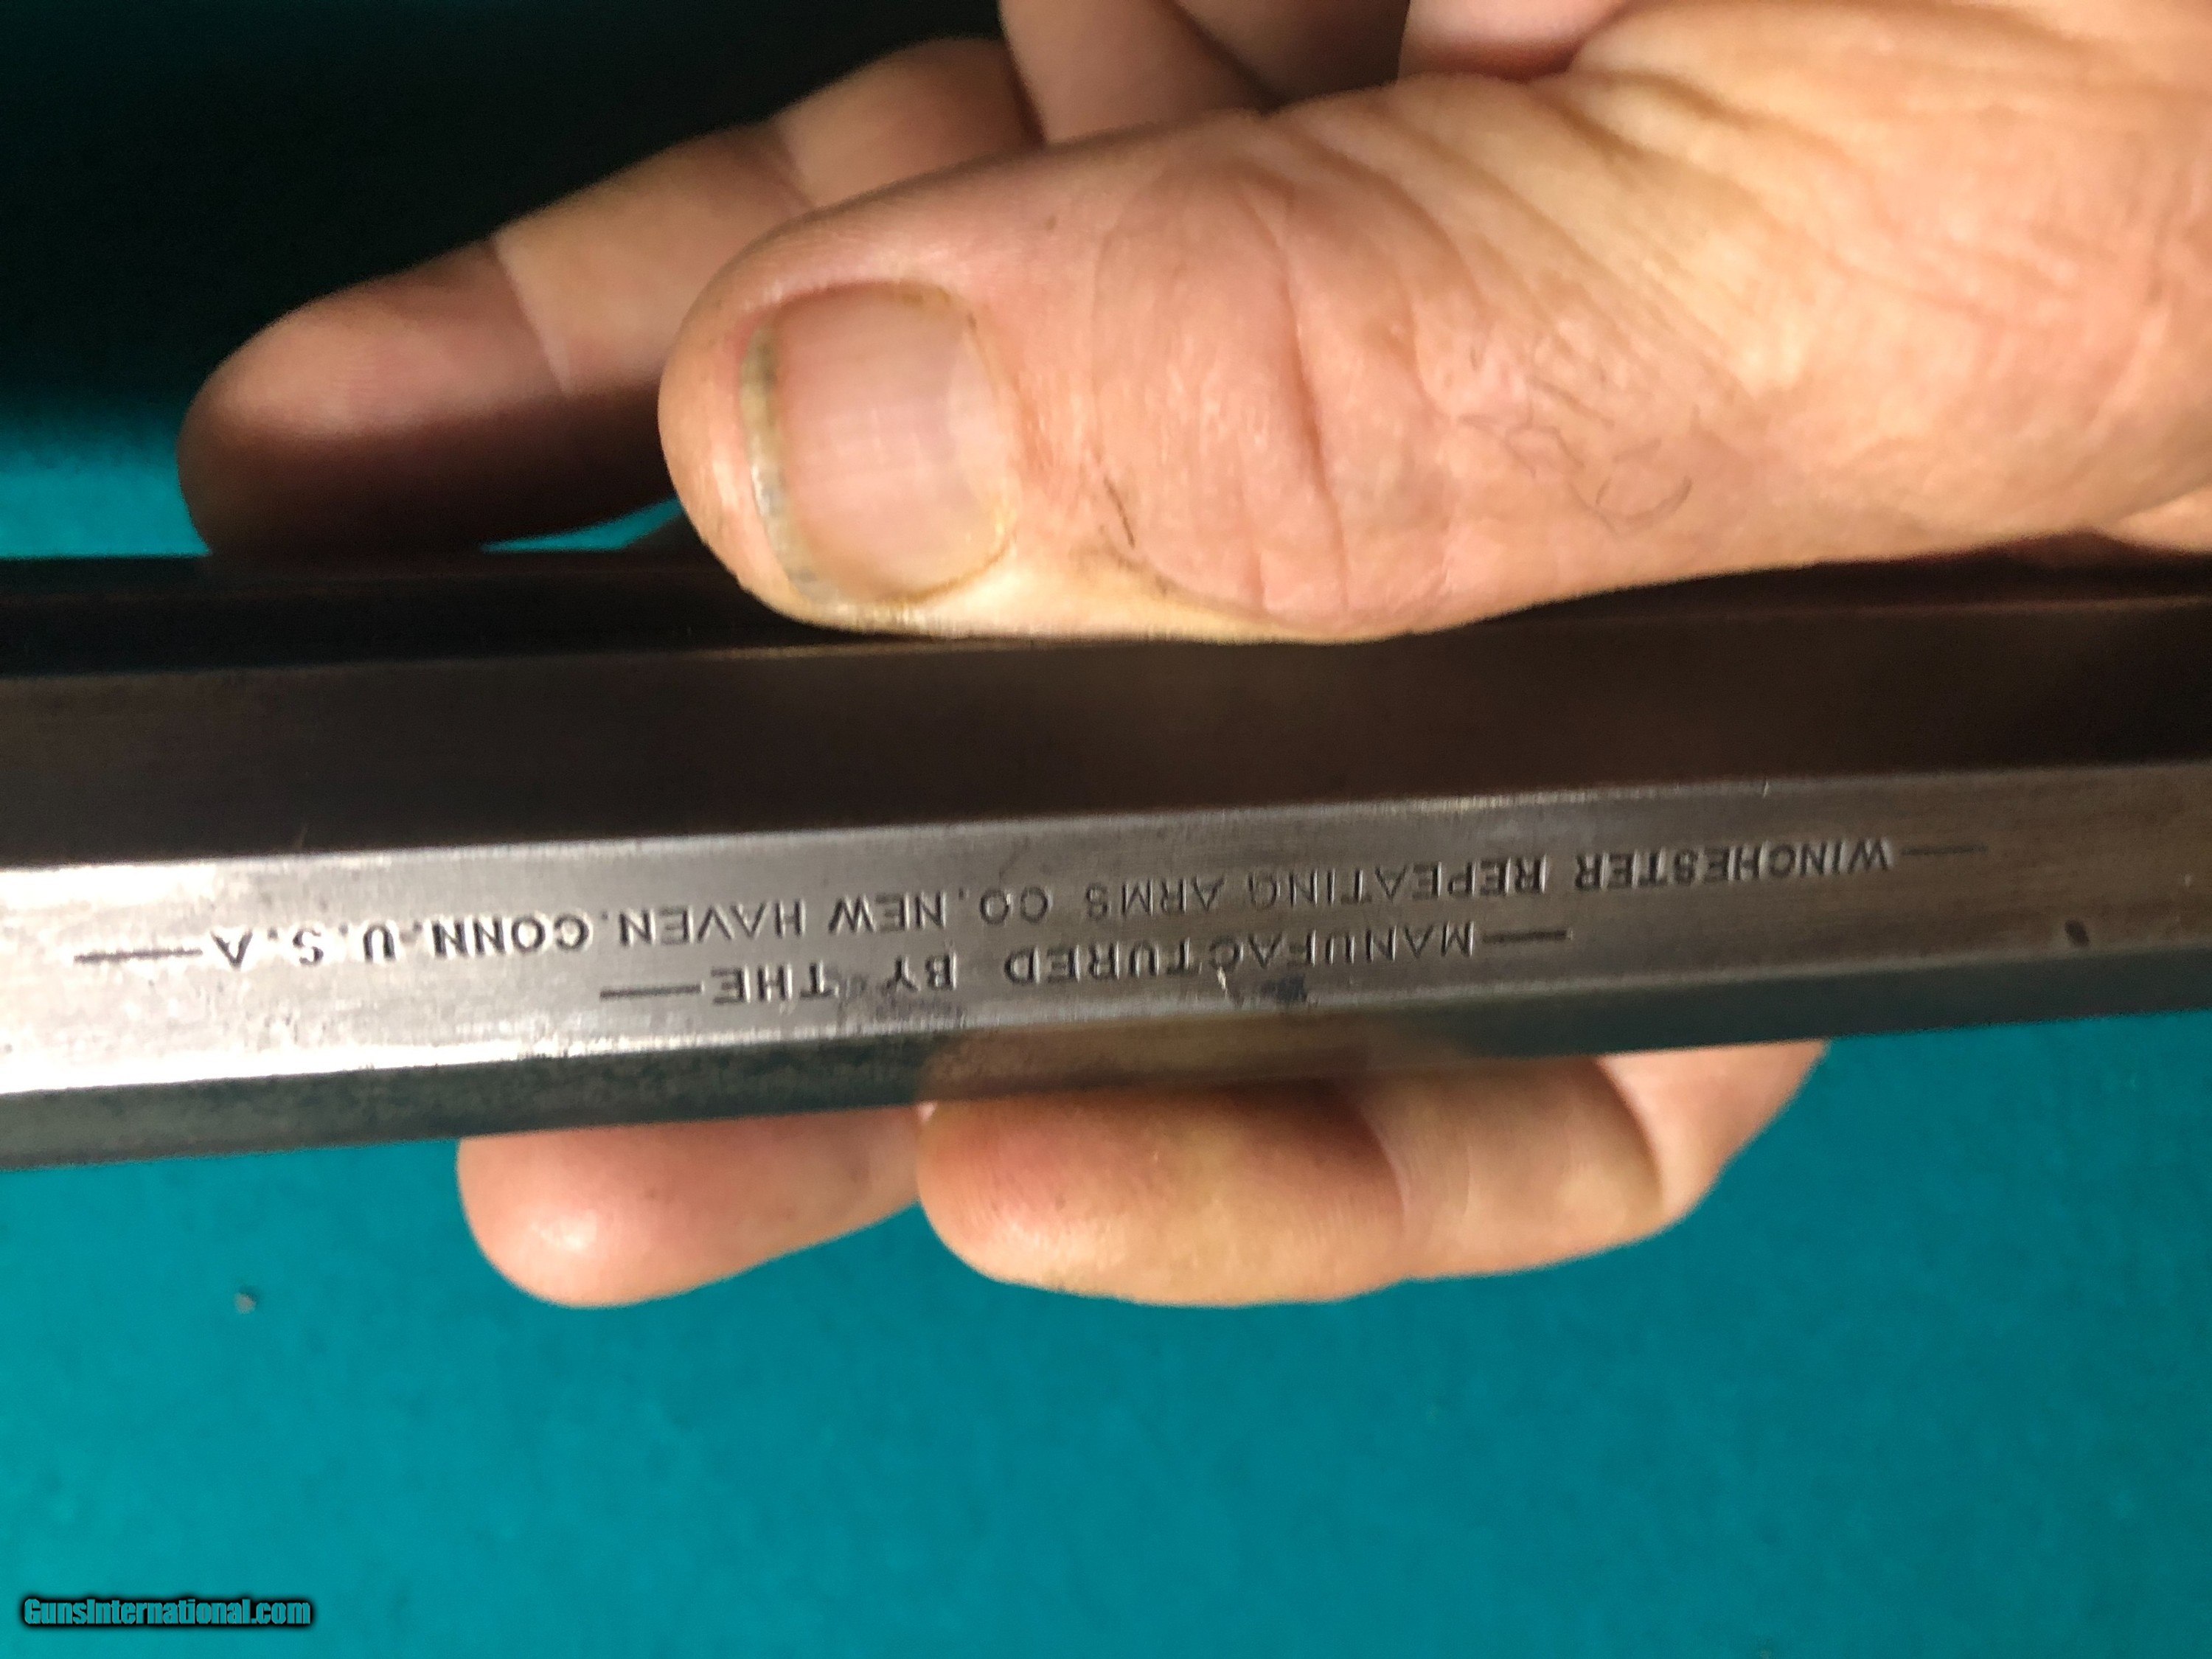 —MANUFACTURED BY THE—
—WINCHESTER REPEATING ARMS CO. NEW HAVEN. CONN. U. S. A—
GunsInternational.com